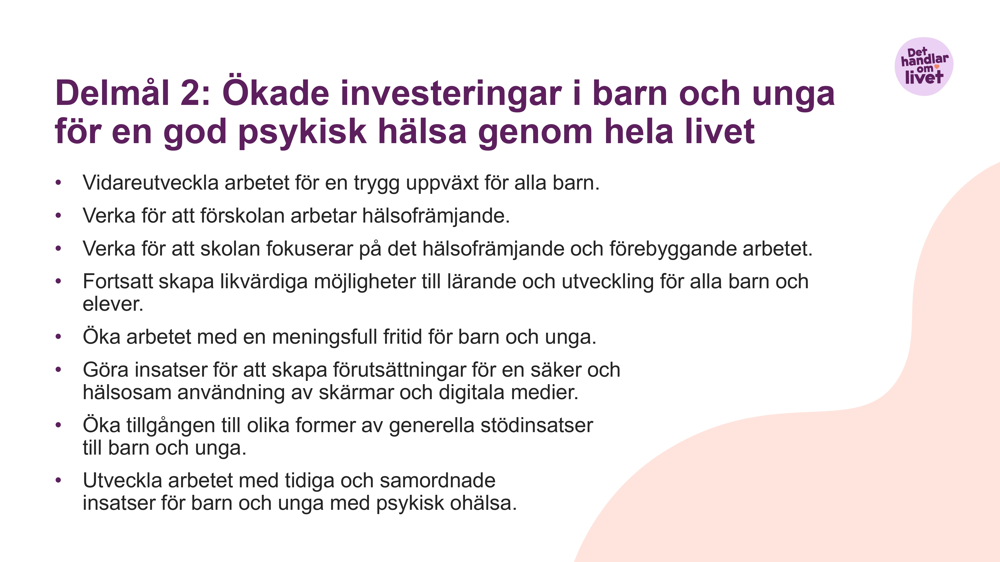 Det
handlar
om
livet
Delmål 2: Ökade investeringar i barn och unga
för en god psykisk hälsa genom hela livet
• Vidareutveckla arbetet för en trygg uppväxt för alla barn.
• Verka för att förskolan arbetar hälsofrämjande.
• Verka för att skolan fokuserar på det hälsofrämjande och förebyggande arbetet.
• Fortsatt skapa likvärdiga möjligheter till lärande och utveckling för alla barn och
elever.
• Öka arbetet med en meningsfull fritid för barn och unga.
• Göra insatser för att skapa förutsättningar för en säker och
hälsosam användning av skärmar och digitala medier.
• Öka tillgången till olika former av generella stödinsatser
till barn och unga.
• Utveckla arbetet med tidiga och samordnade
insatser för barn och unga med psykisk ohälsa.